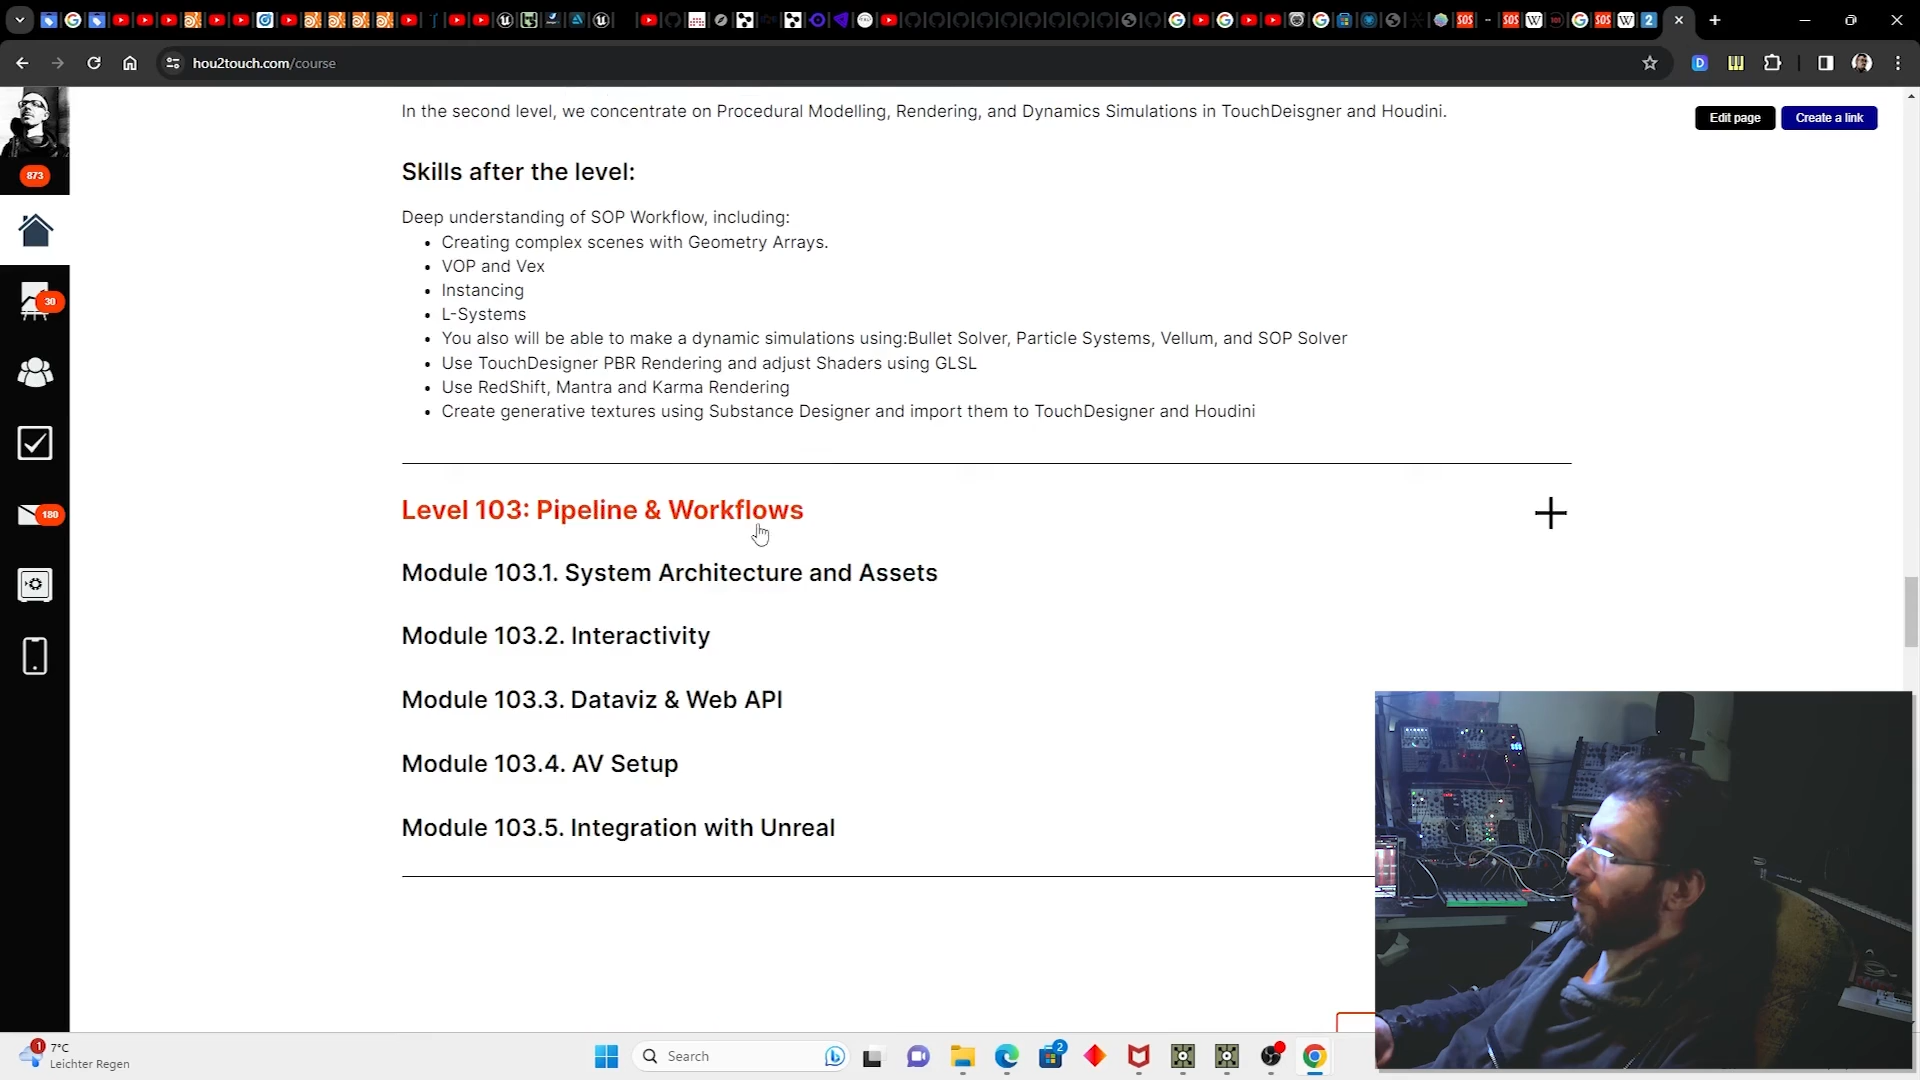 hou2touch.com/course
In the second level, we concentrate on Procedural Modelling, Rendering, and Dynamics Simulations in TouchDeisgner and Houdini.
Edit page
Create a link
873
Skills after the level:
Deep understanding of SOP Workflow, including:
Creating complex scenes with Geometry Arrays.
VOP and Vex
30
Instancing
L-Systems
You also will be able to make a dynamic simulations using:Bullet Solver, Particle Systems, Vellum, and SOP Solver
Use TouchDesigner PBR Rendering and adjust Shaders using GLSL
Use RedShift, Mantra and Karma Rendering
Create generative textures using Substance Designer and import them to TouchDesigner and Houdini
Level 103: Pipeline & Workflows
180
Module 103.1. System Architecture and Assets
Module 103.2. Interactivity
Module 103.3. Dataviz & Web API
Module 103.4. AV Setup
Module 103.5. Integration with Unreal
1
7°C
Leichter Regen
Search
2